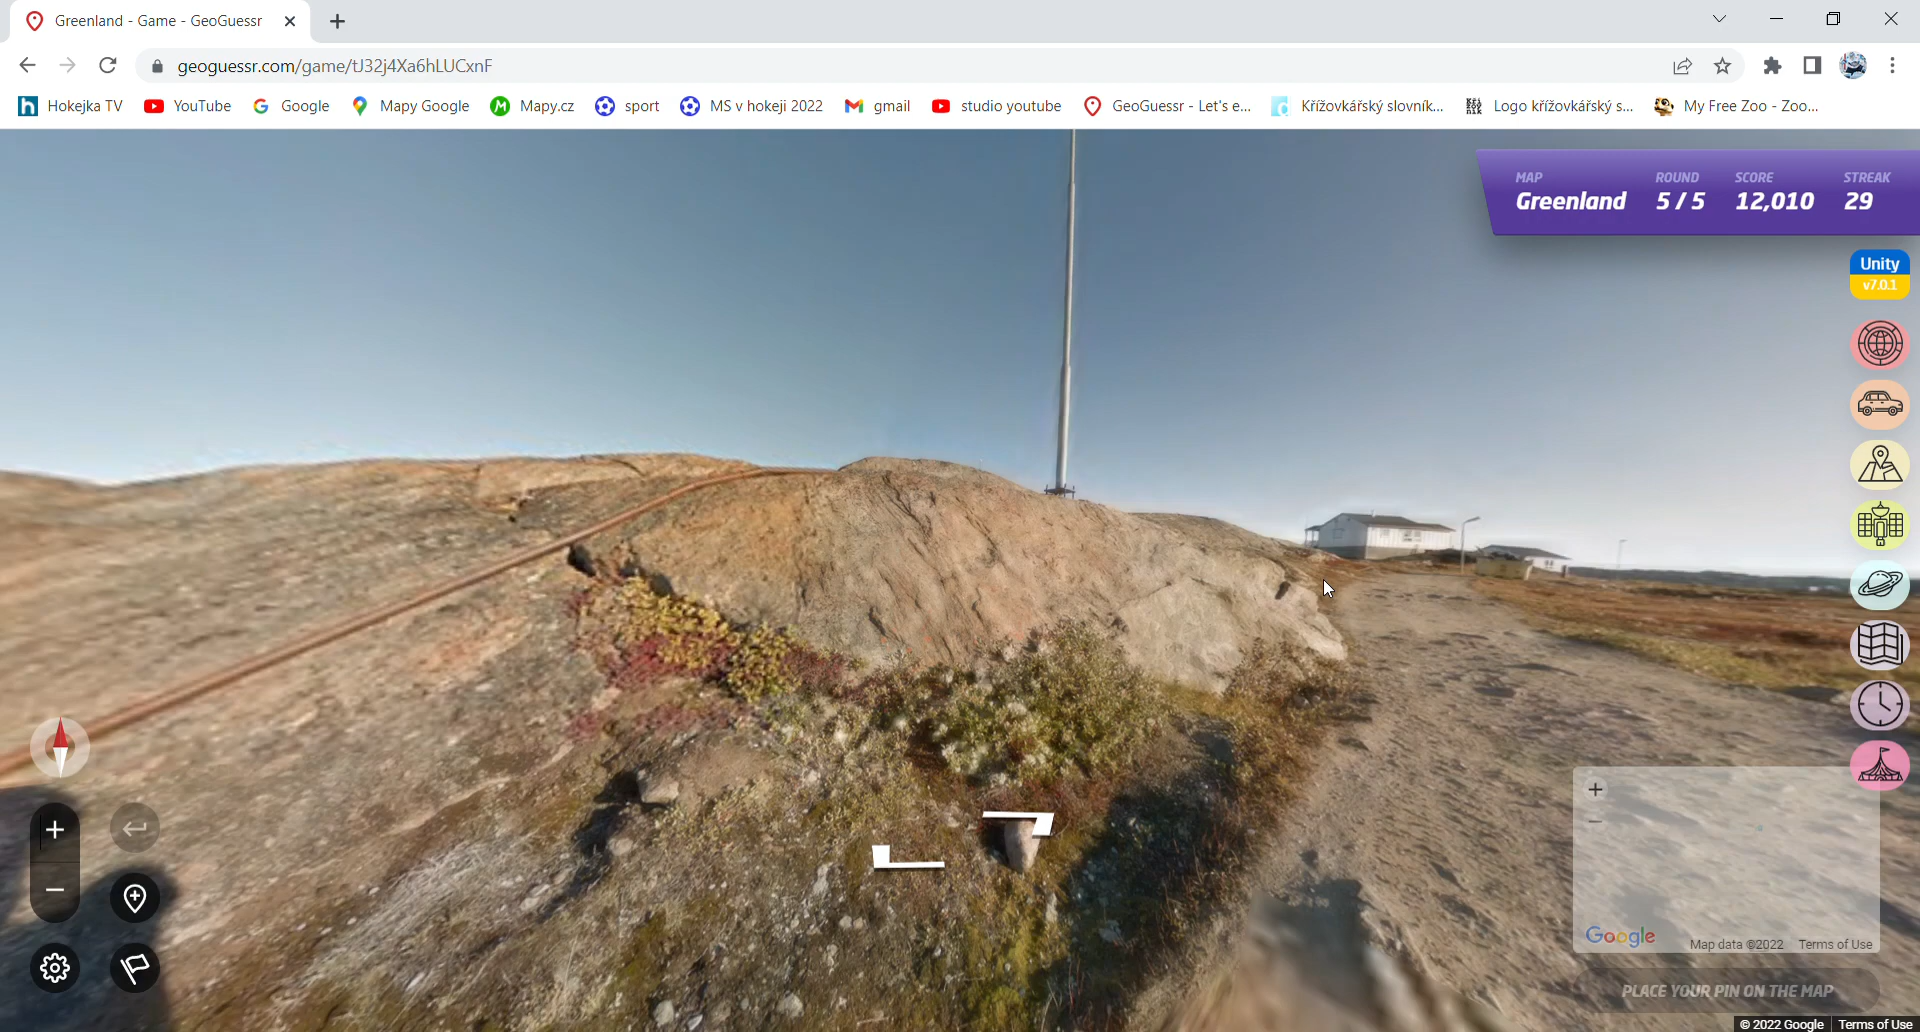 Greenland - Game - GeoGuessr
geoguessr.com/game/tJ32j4Xa6hLUCxnF
Hokejka TV
YouTube
Google
Mapy Google
Mapy.cz
sport
MS v hokeji 2022
gmail
studio youtube
GeoGuessr - Let's e...
Křížovkářský slovník...
Logo křížovkářský s...
My Free Zoo - Zoo...
MAP
Greenland
ROUND
5 / 5
SCORE
12,010
STREAK
29
Unity
v7.0.1
Google
Map data ©2022
Terms of Use
PLACE YOUR PIN ON THE MAP
© 2022 Google
Terms of Use